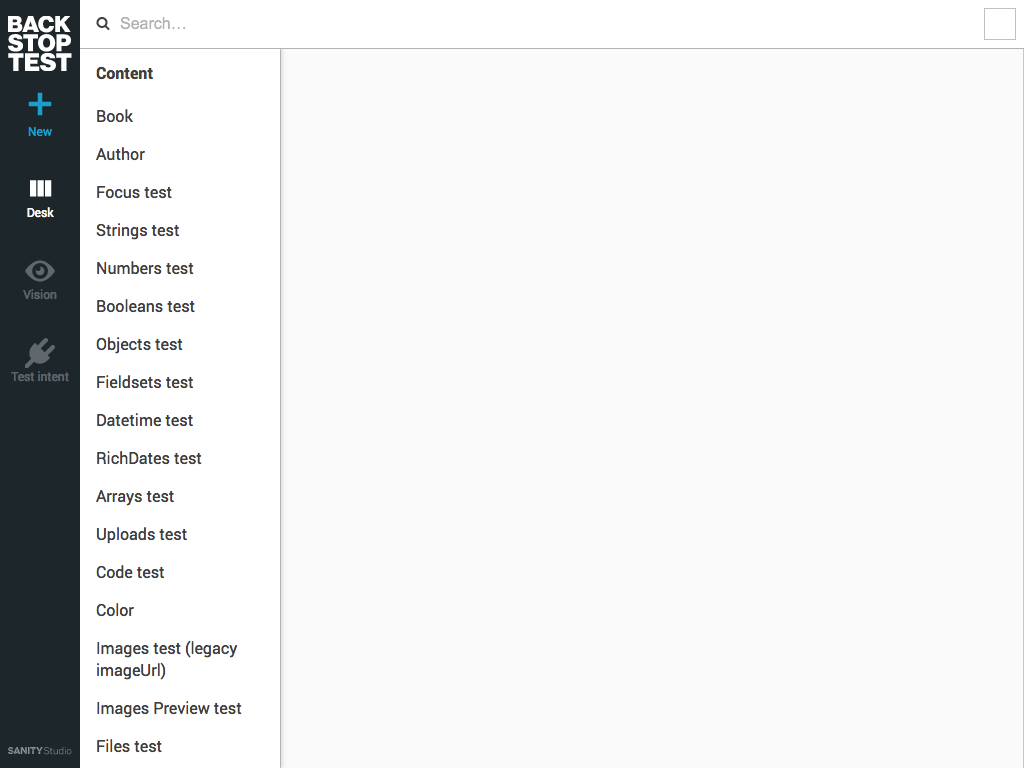 BACK
STOP
TEST
New
Desk
Vision
Test intent
SANITY Studio
Search...
Content
Book
Author
Focus test
Strings test
Numbers test
Booleans test
Objects test
Fieldsets test
Datetime test
RichDates test
Arrays test
Uploads test
Code test
Color
Images test (legacy
imageUrl)
Images Preview test
Files test